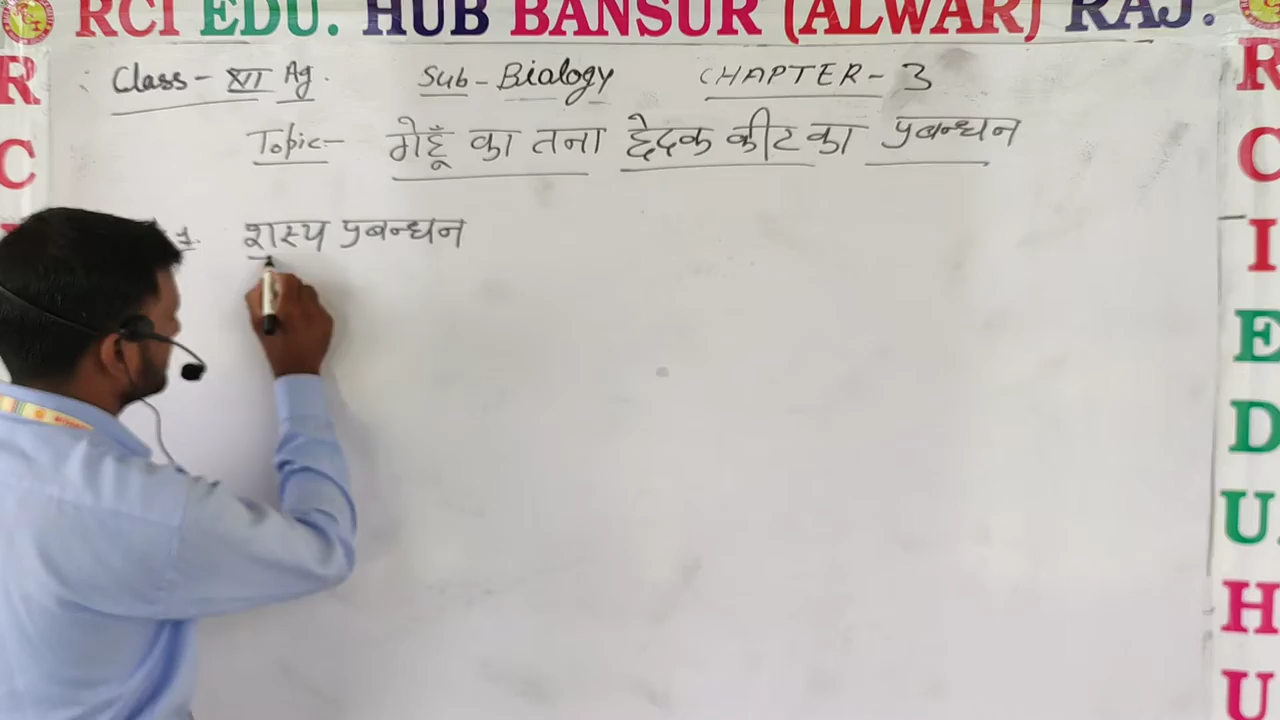 RCI EDU. HUB BANSUR (ALWAR) RAJ.
Class - XII Ag. Sub - Biology CHAPTER - 3
Topic - गेहूँ का तना छेदक कीट का प्रबन्धन
1. शस्य प्रबन्धन
R
C
R
C
I
E
D
U.
H
U